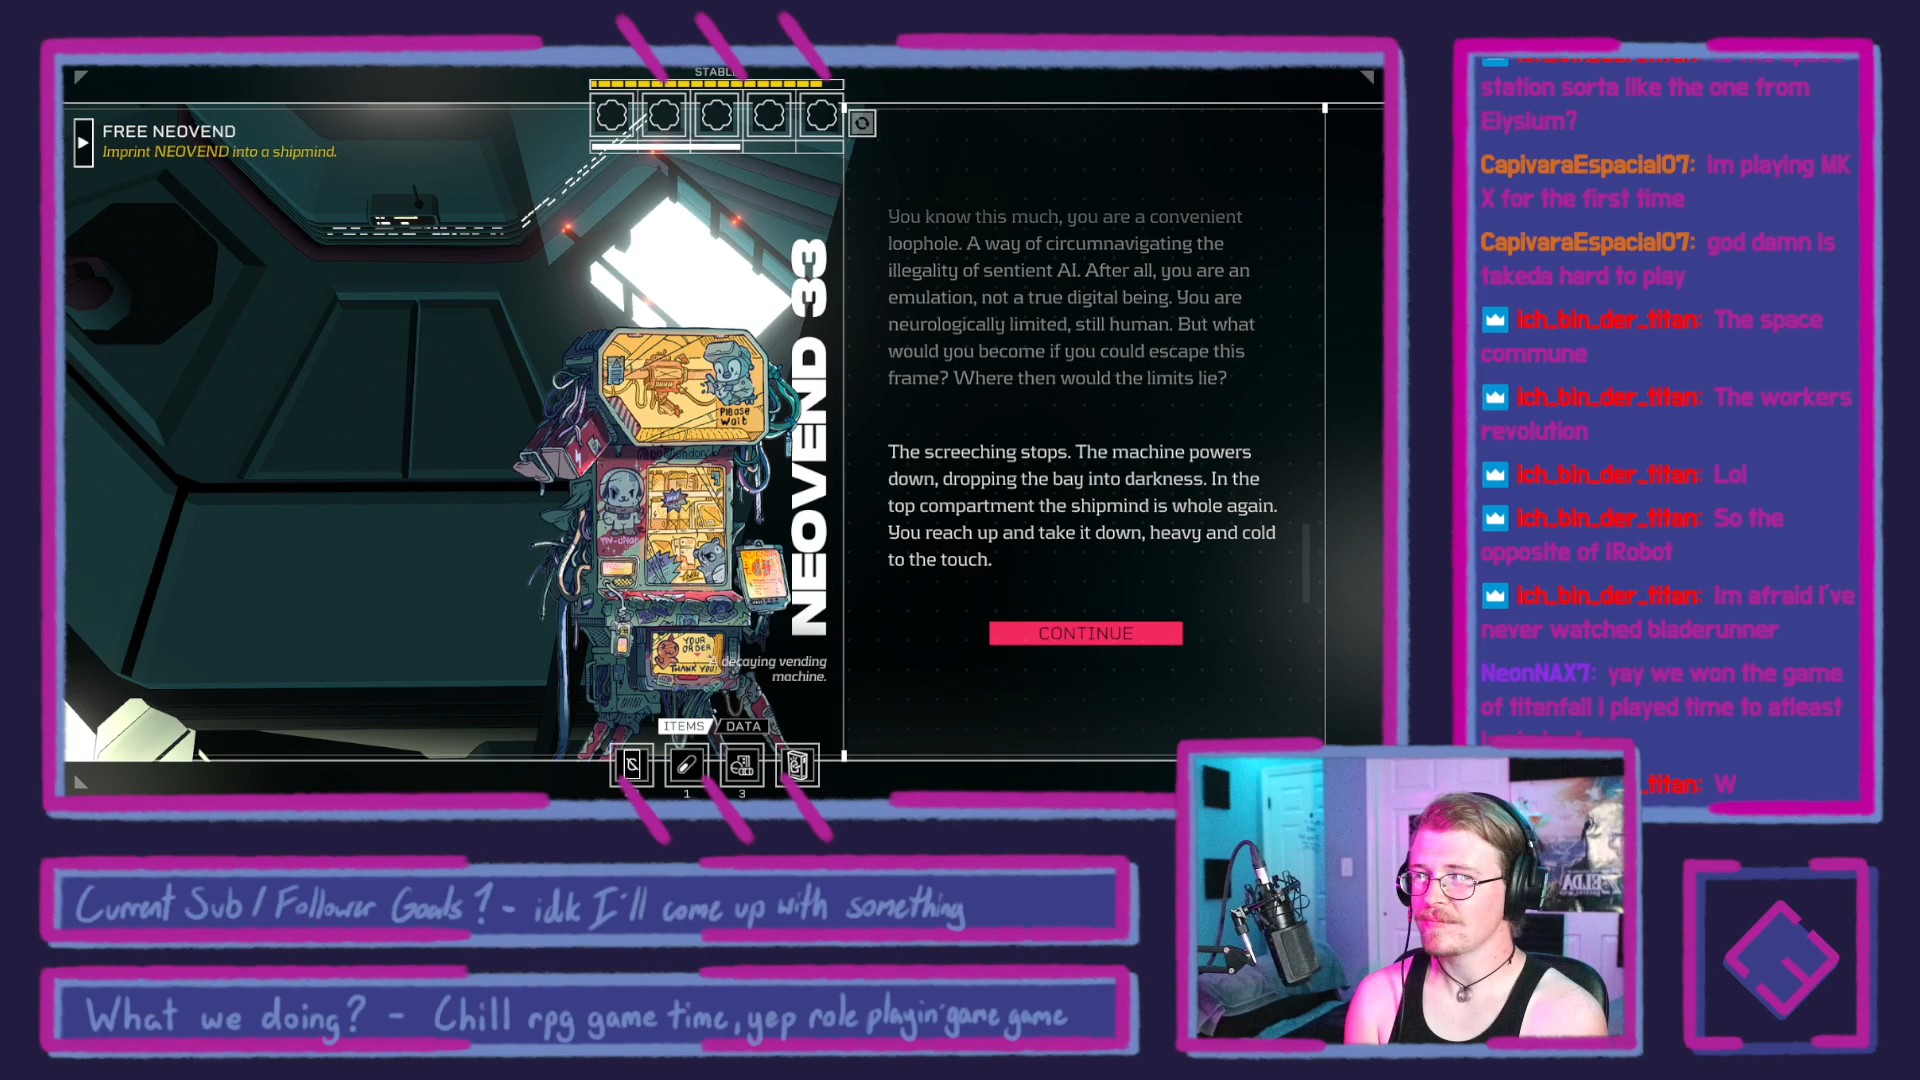 STABLE
FREE NEOVEND
Imprint NEOVEND into a shipmind.
NEOVEND 33
A decaying vending
machine.
Please
Wait
YOUR
ORDER
THANK YOU!
ITEMS
DATA
1
3
You know this much, you are a convenient
loophole. A way of circumnavigating the
illegality of sentient AI. After all, you are an
emulation, not a true digital being. You are
neurologically limited, still human. But what
would you become if you could escape this
frame? Where then would the limits lie?
The screeching stops. The machine powers
down, dropping the bay into darkness. In the
top compartment the shipmind is whole again.
You reach up and take it down, heavy and cold
to the touch.
CONTINUE
station sorta like the one from
Elysium?
CapivaraEspacial07: Im playing MK
X for the first time
CapivaraEspacial07: god damn is
takeda hard to play
ich_bin_der_titan: The space
commune
ich_bin_der_titan: The workers
revolution
ich_bin_der_titan: Lol
ich_bin_der_titan: So the
opposite of IRobot
ich_bin_der_titan: Im afraid I've
never watched bladerunner
NeonNAX7: yay we won the game
of titanfall i played time to atleast
_titan: W
Current Sub / Follower Goals? - idk I'll come up with something
What we doing? - Chill rpg game time, yep role playin' game game
ZELDA